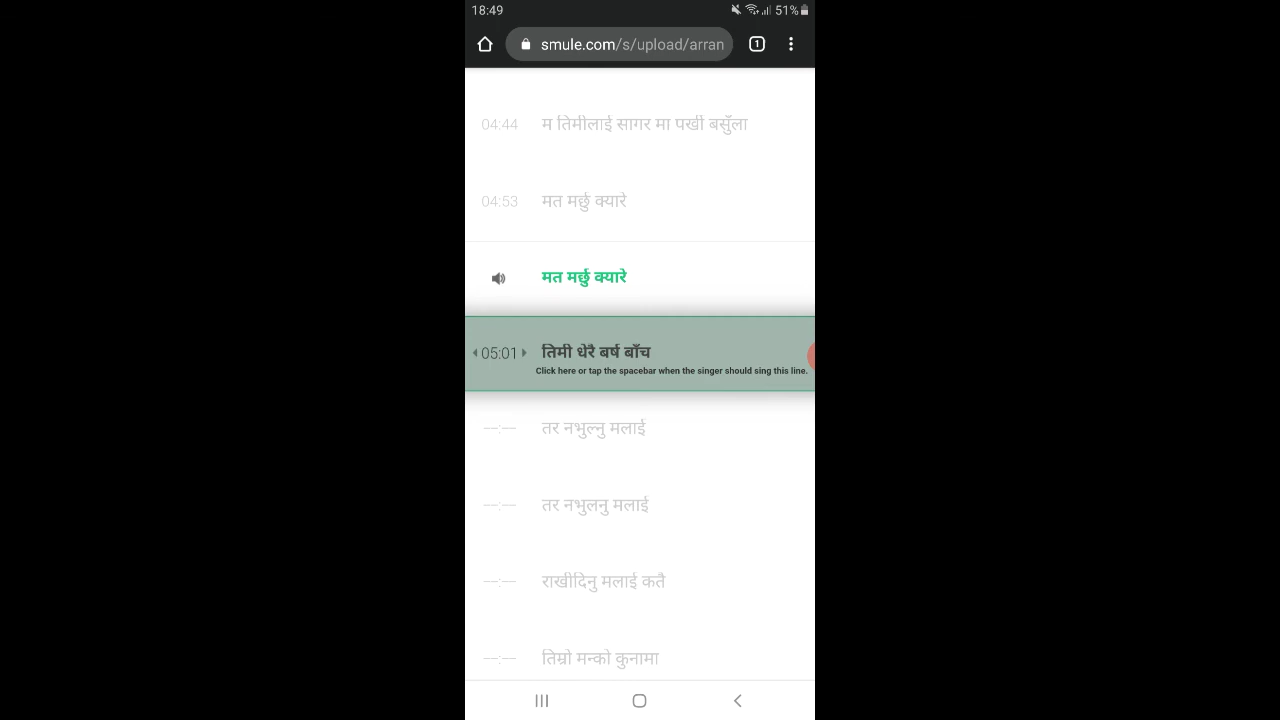 18:49
51%
smule.com/s/upload/arran
1
04:44 म तिमीलाई सागर मा पर्खी बसुँला
04:53 मत मर्छु क्यारे
मत मर्छु क्यारे
05:01 तिमी धेरै बर्ष बाँच
Click here or tap the spacebar when the singer should sing this line.
--:-- तर नभुल्नु मलाई
--:-- तर नभुलनु मलाई
--:-- राखीदिनु मलाई कतै
--:-- तिम्रो मन्को कुनामा